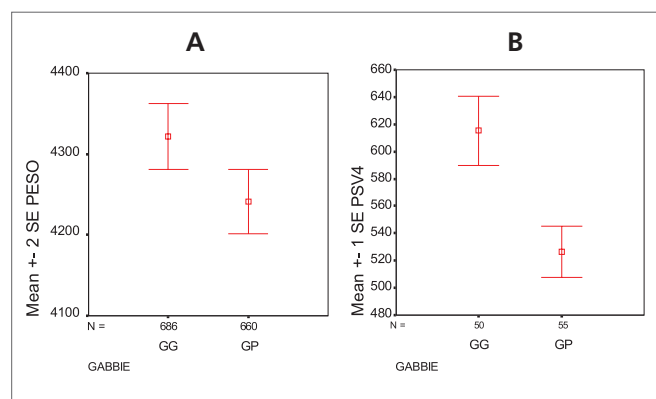 A
Mean +- 2 SE PESO
4400
4300
4200
4100
N =
686
660
GG
GP
GABBIE
B
Mean +- 1 SE PSV4
660
640
620
600
580
560
540
520
500
480
N =
50
55
GG
GP
GABBIE